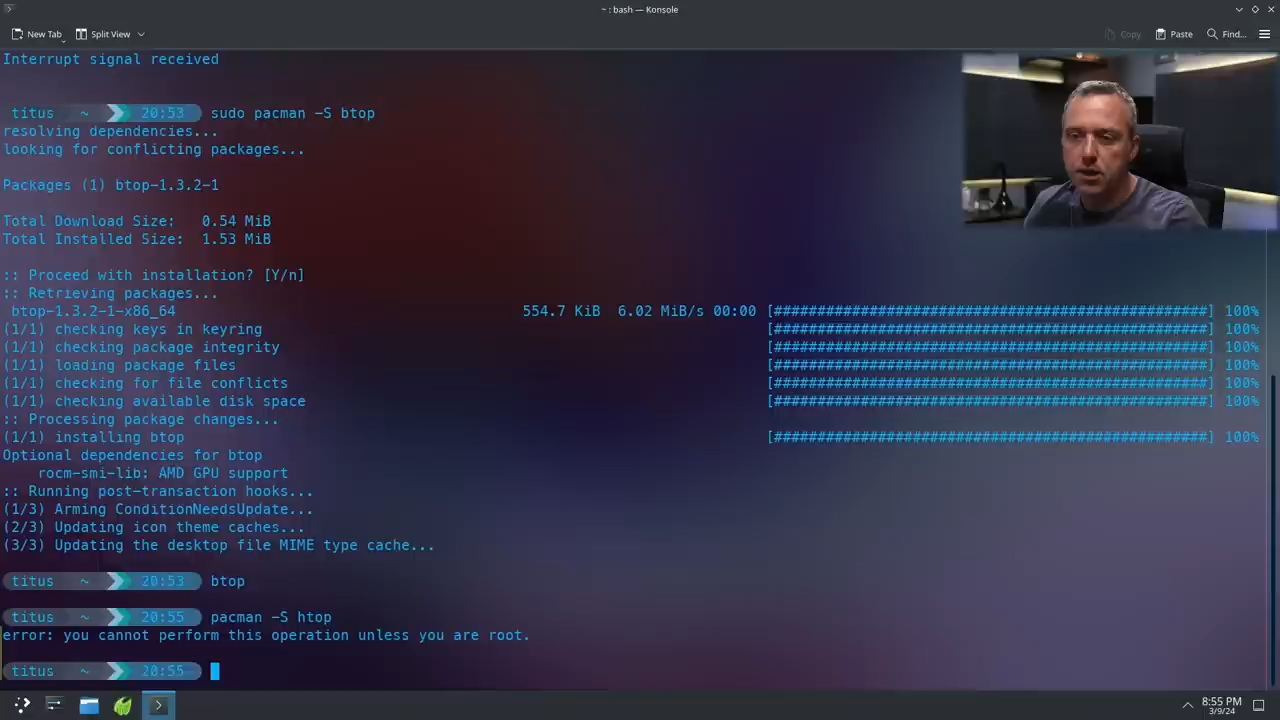 ~ : bash — Konsole
New Tab Split View Copy Paste Find...
Interrupt signal received
titus ~ 20:53 sudo pacman -S btop
resolving dependencies...
looking for conflicting packages...
Packages (1) btop-1.3.2-1
Total Download Size: 0.54 MiB
Total Installed Size: 1.53 MiB
:: Proceed with installation? [Y/n]
:: Retrieving packages...
btop-1.3.2-1-x86_64 554.7 KiB 6.02 MiB/s 00:00 [##################################################] 100%
(1/1) checking keys in keyring [##################################################] 100%
(1/1) checking package integrity [##################################################] 100%
(1/1) loading package files [##################################################] 100%
(1/1) checking for file conflicts [##################################################] 100%
(1/1) checking available disk space [##################################################] 100%
:: Processing package changes...
(1/1) installing btop [##################################################] 100%
Optional dependencies for btop
rocm-smi-lib: AMD GPU support
:: Running post-transaction hooks...
(1/3) Arming ConditionNeedsUpdate...
(2/3) Updating icon theme caches...
(3/3) Updating the desktop file MIME type cache...
titus ~ 20:53 btop
titus ~ 20:55 pacman -S htop
error: you cannot perform this operation unless you are root.
titus ~ 20:55
8:55 PM
3/9/24